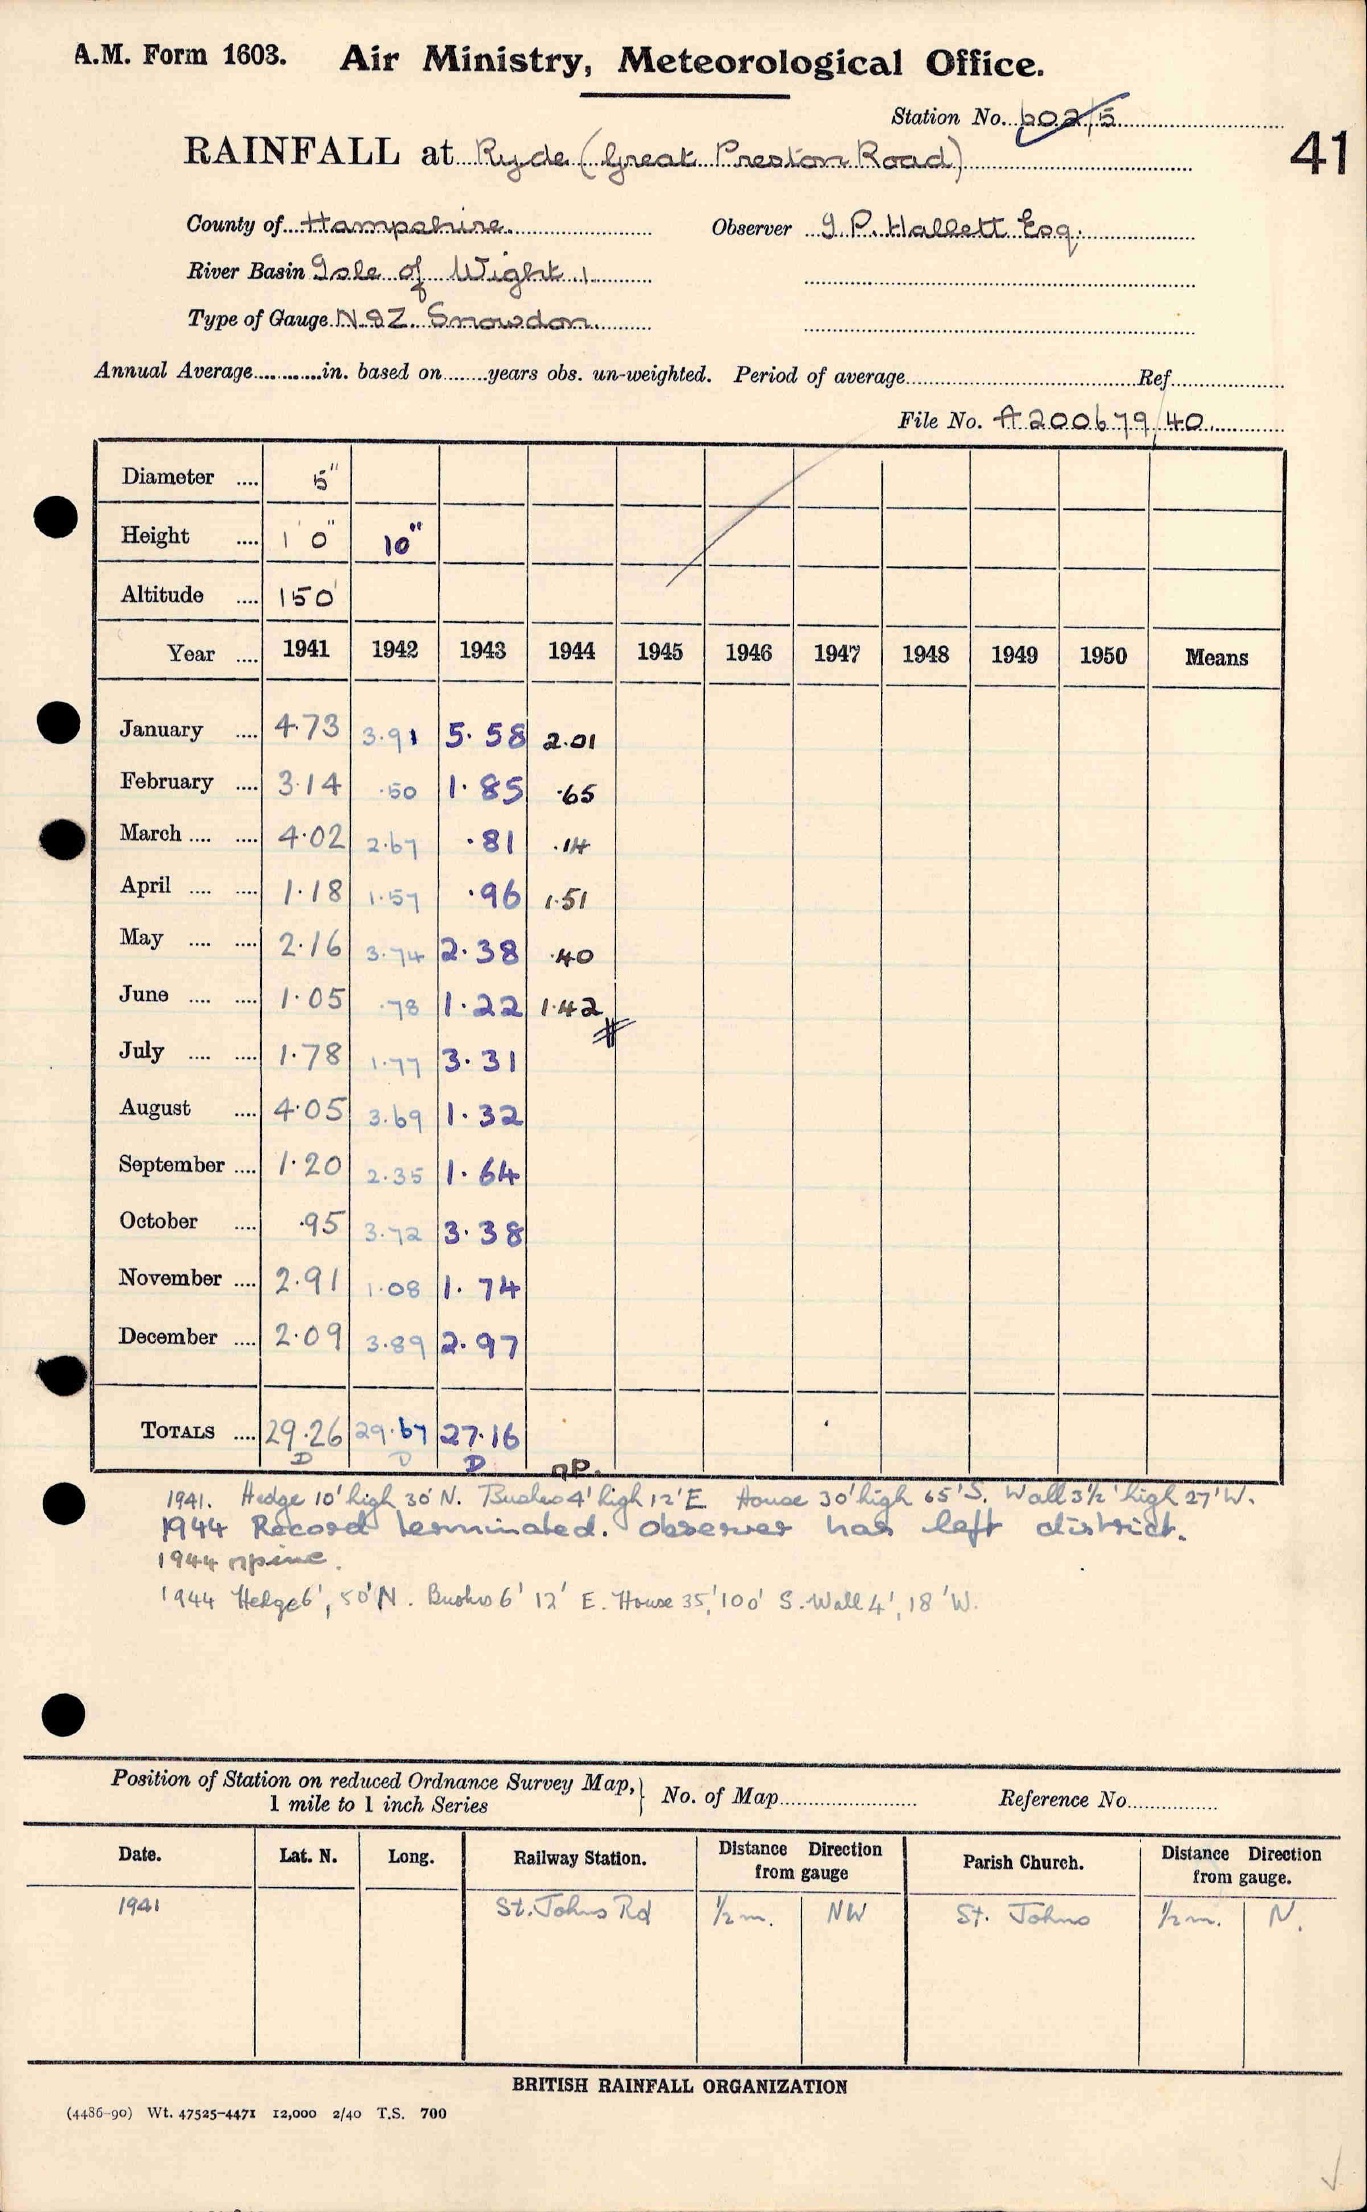 A.M. Form 1603. Air Ministry, Meteorological Office.
Station No. 602/5
RAINFALL at Ryde (Great Preston Road)
41
County of Hampshire. Observer G. P. Hallett Esq.
River Basin Isle of Wight 1
Type of Gauge N & Z. Snowdon.
Annual Average............in. based on........years obs. un-weighted. Period of average........................Ref...............
File No. A200679/40
Diameter .... 5"
Height .... 1' 0" 10"
Altitude .... 150'
Year .... 1941 1942 1943 1944 1945 1946 1947 1948 1949 1950 Means
January .... 4.73 3.91 5.58 2.01
February .... 3.14 .50 1.85 .65
March .... .... 4.02 2.67 .81 .14
April .... .... 1.18 1.57 .96 1.51
May .... .... 2.16 3.74 2.38 .40
June .... .... 1.05 .78 1.22 1.42
July .... .... 1.78 1.77 3.31
August .... 4.05 3.69 1.32
September .... 1.20 2.35 1.64
October .... .95 3.72 3.38
November .... 2.91 1.08 1.74
December .... 2.09 3.89 2.97
TOTALS .... 29.26 29.67 27.16
D D D np.
1941. Hedge 10' high 30' N. Bushes 4' high 12' E House 30' high 65' S. Wall 3½' high 27' W.
1944 Record terminated. Observer has left district.
1944 npinc.
1944 Hedge 6', 50' N. Bushes 6' 12' E. House 35', 100' S. Wall 4', 18' W.
Position of Station on reduced Ordnance Survey Map, } No. of Map........................ Reference No................
1 mile to 1 inch Series
Date. Lat. N. Long. Railway Station. Distance Direction from gauge Parish Church. Distance Direction from gauge.
1941 St. Johns Rd ½ m. NW St. Johns ½ m. N.
BRITISH RAINFALL ORGANIZATION
(4486-90) Wt. 47525-4471 12,000 2/40 T.S. 700